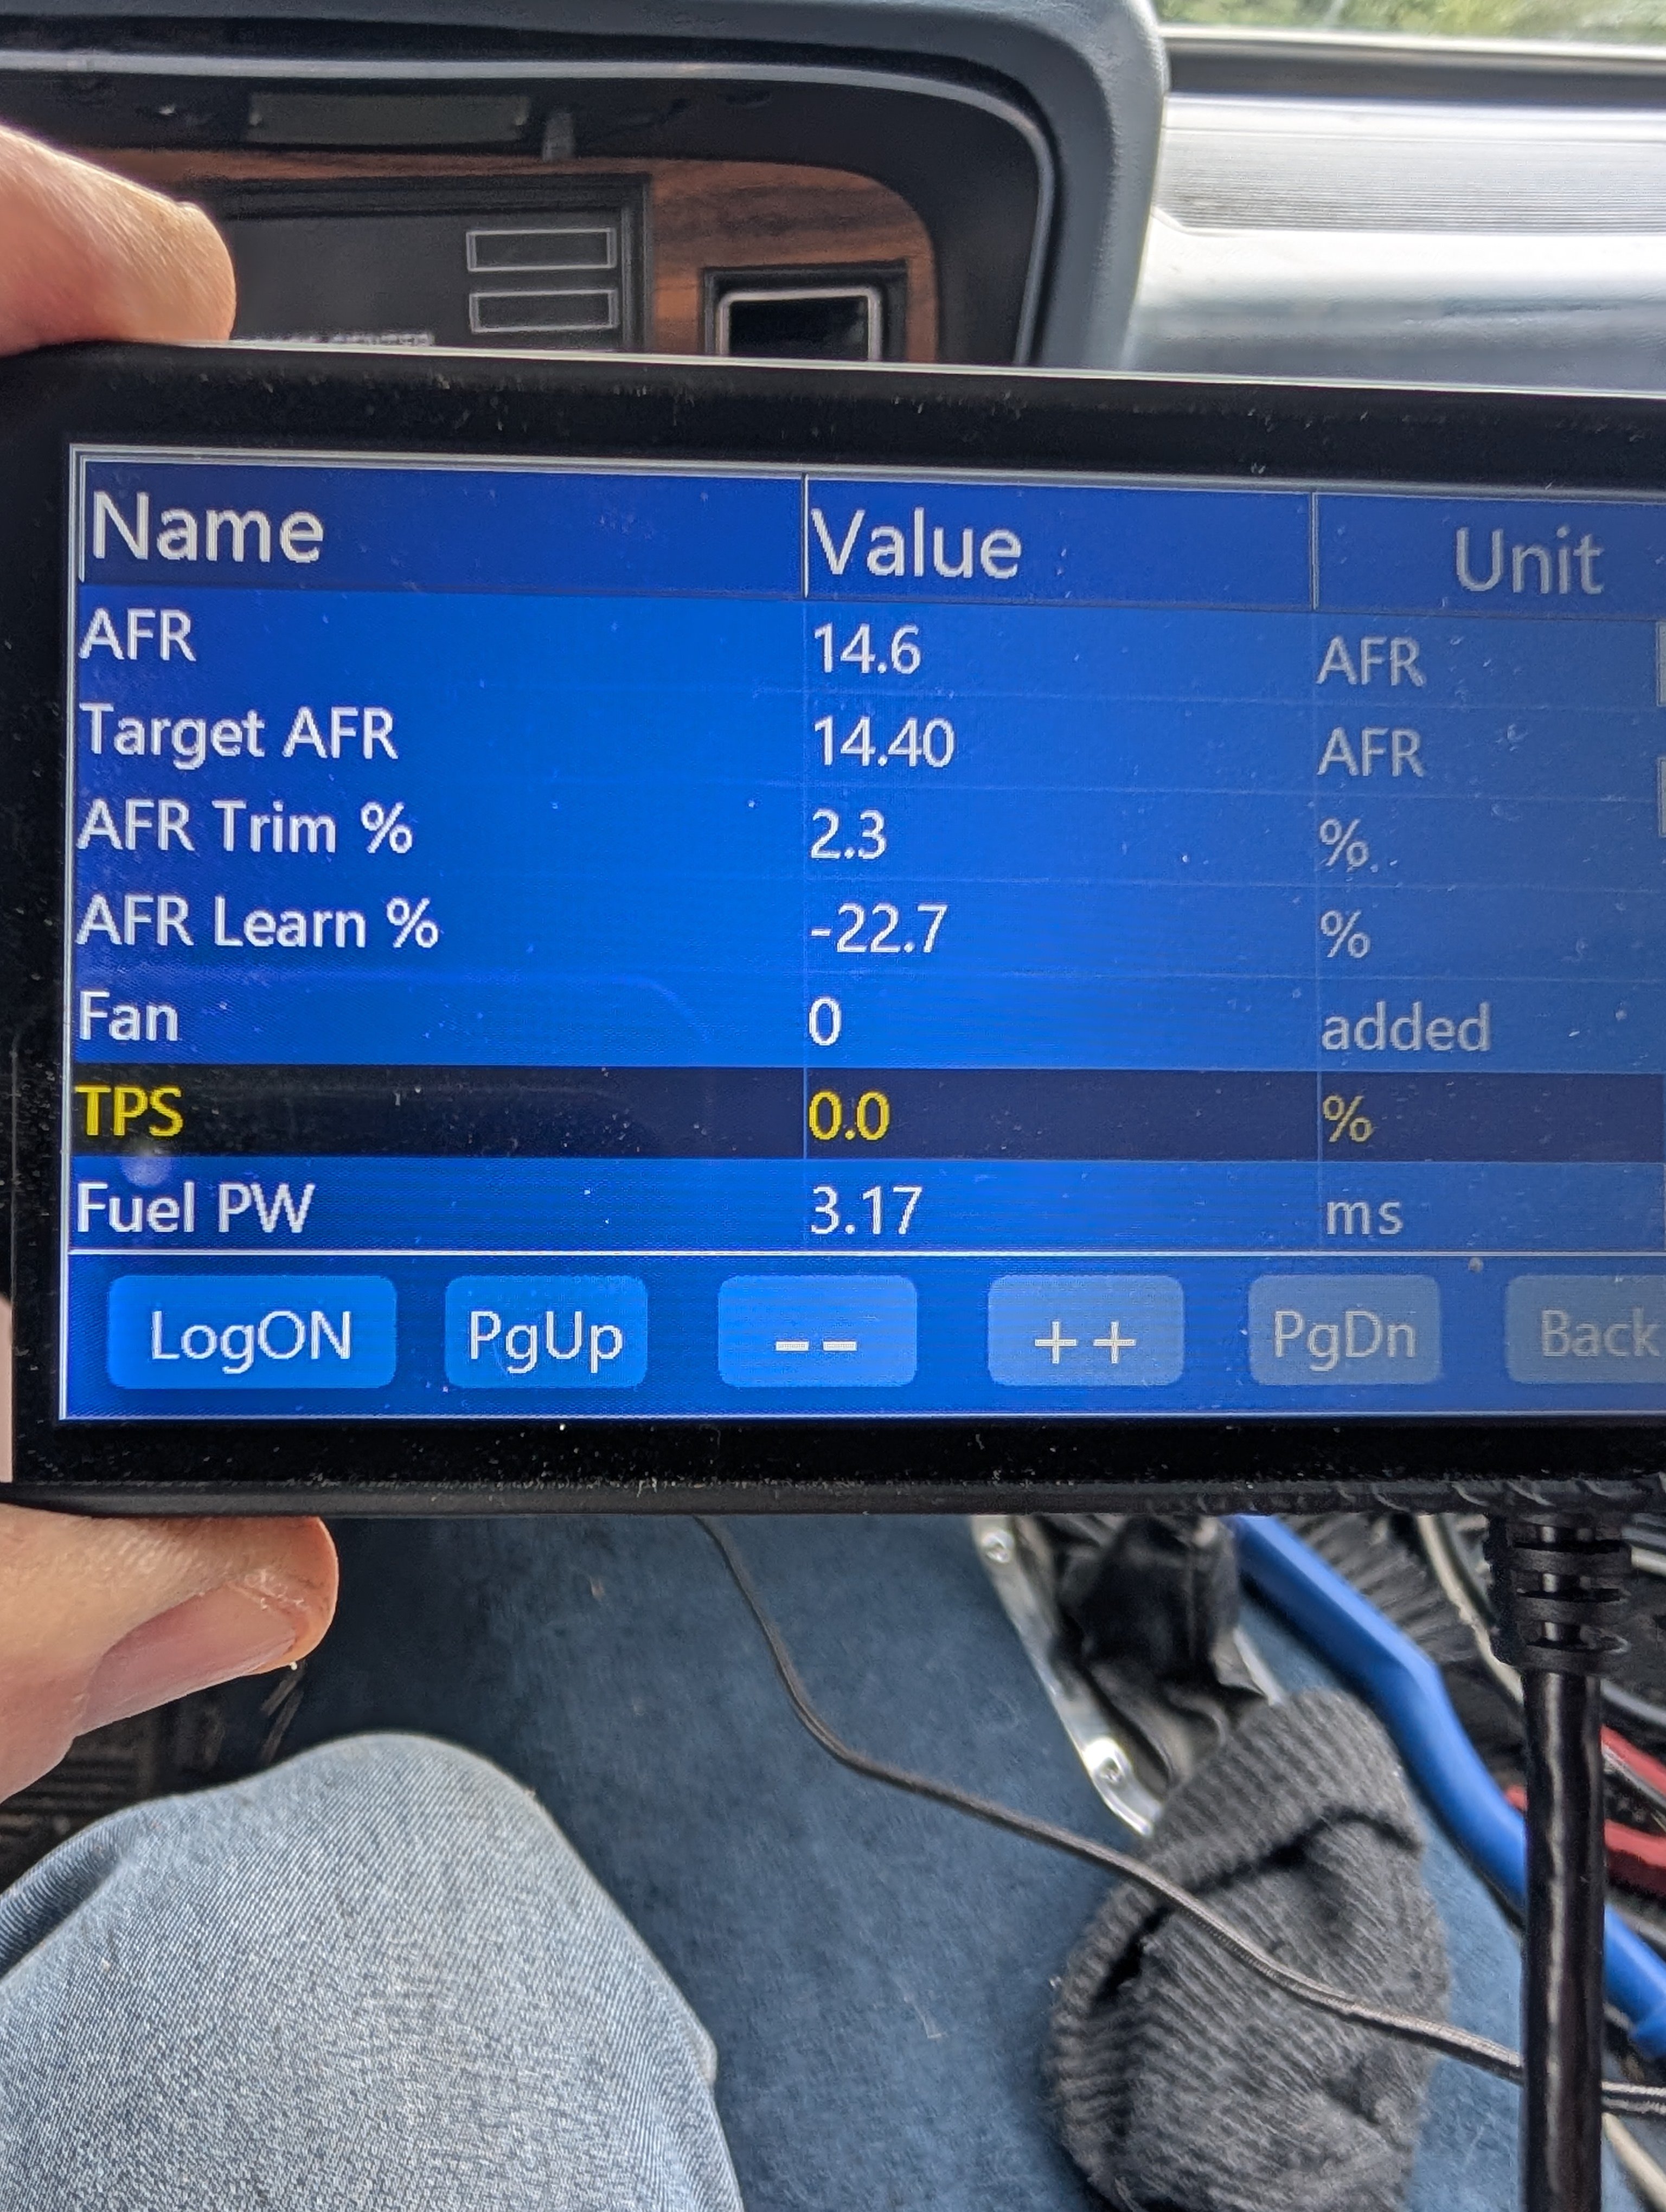 Name Value Unit
AFR 14.6 AFR
Target AFR 14.40 AFR
AFR Trim % 2.3 %
AFR Learn % -22.7 %
Fan 0 added
TPS 0.0 %
Fuel PW 3.17 ms
LogON PgUp -- ++ PgDn Back